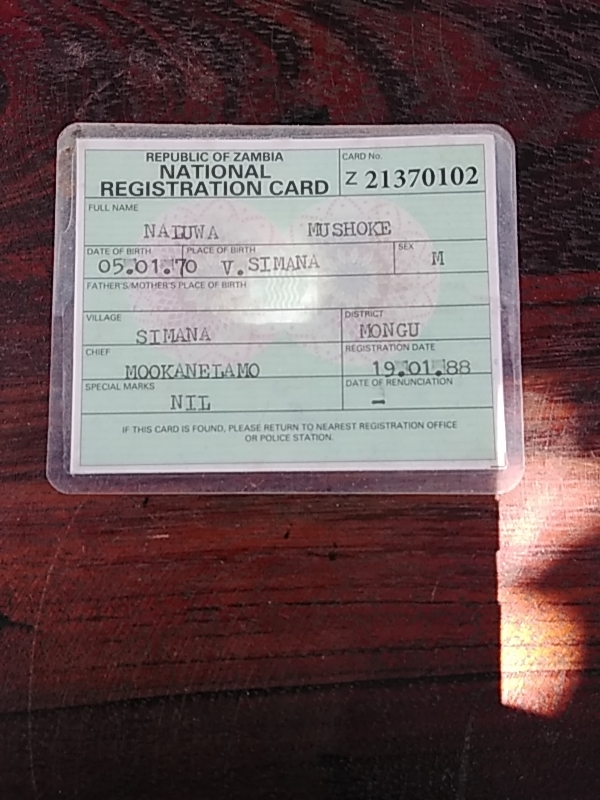 REPUBLIC OF ZAMBIA
NATIONAL
REGISTRATION CARD
CARD No.
Z 21370102
FULL NAME
NALUWA MUSHOKE
DATE OF BIRTH PLACE OF BIRTH SEX
05.01.'70 V.SIMANA M
FATHER'S/MOTHER'S PLACE OF BIRTH
VILLAGE DISTRICT
SIMANA MONGU
CHIEF REGISTRATION DATE
MOOKANELAMO 19.01.'88
SPECIAL MARKS DATE OF RENUNCIATION
NIL –
IF THIS CARD IS FOUND, PLEASE RETURN TO NEAREST REGISTRATION OFFICE
OR POLICE STATION.